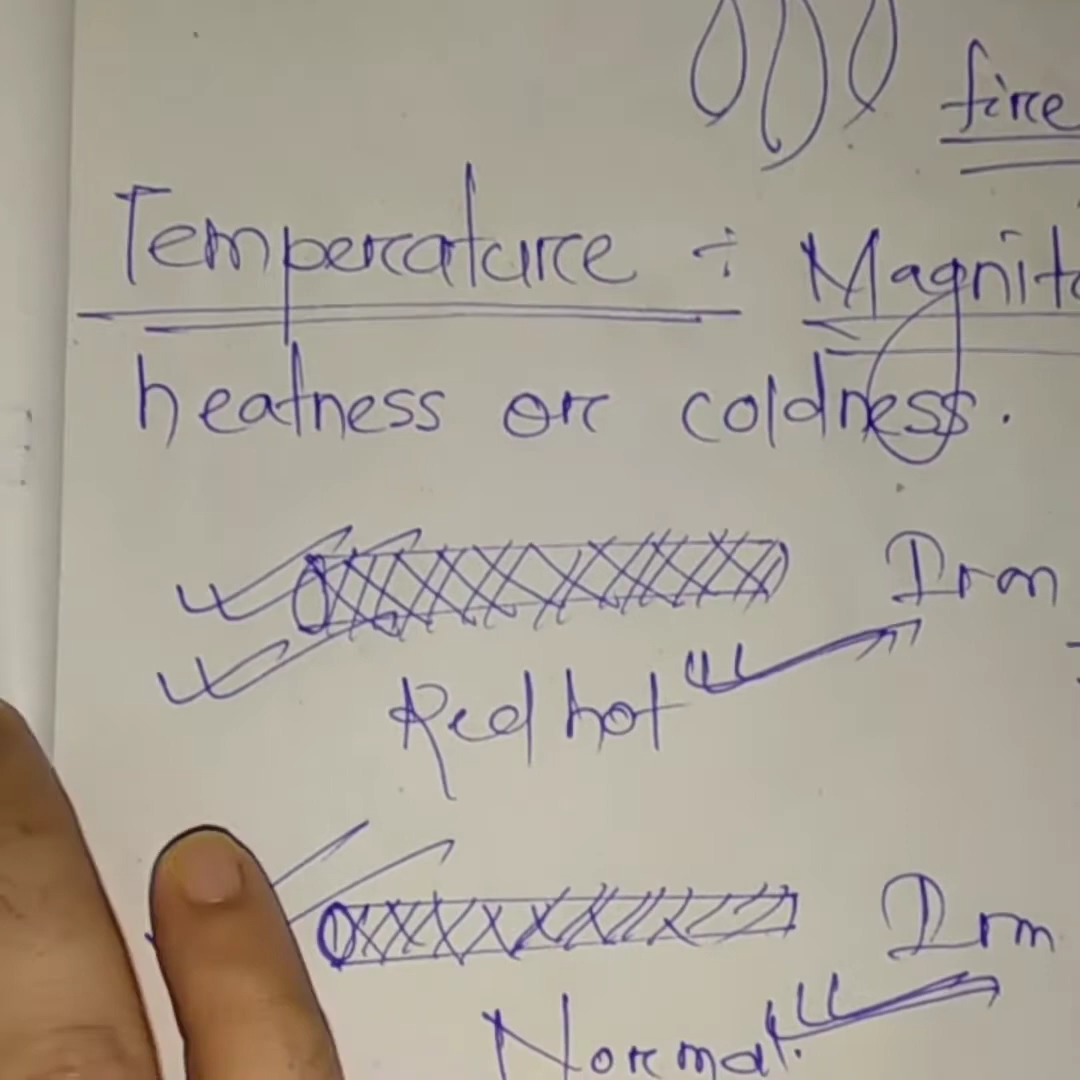 fire
Temperature : Magnit
heatness or coldness.
Iron
Red hot
Iron
Normal.